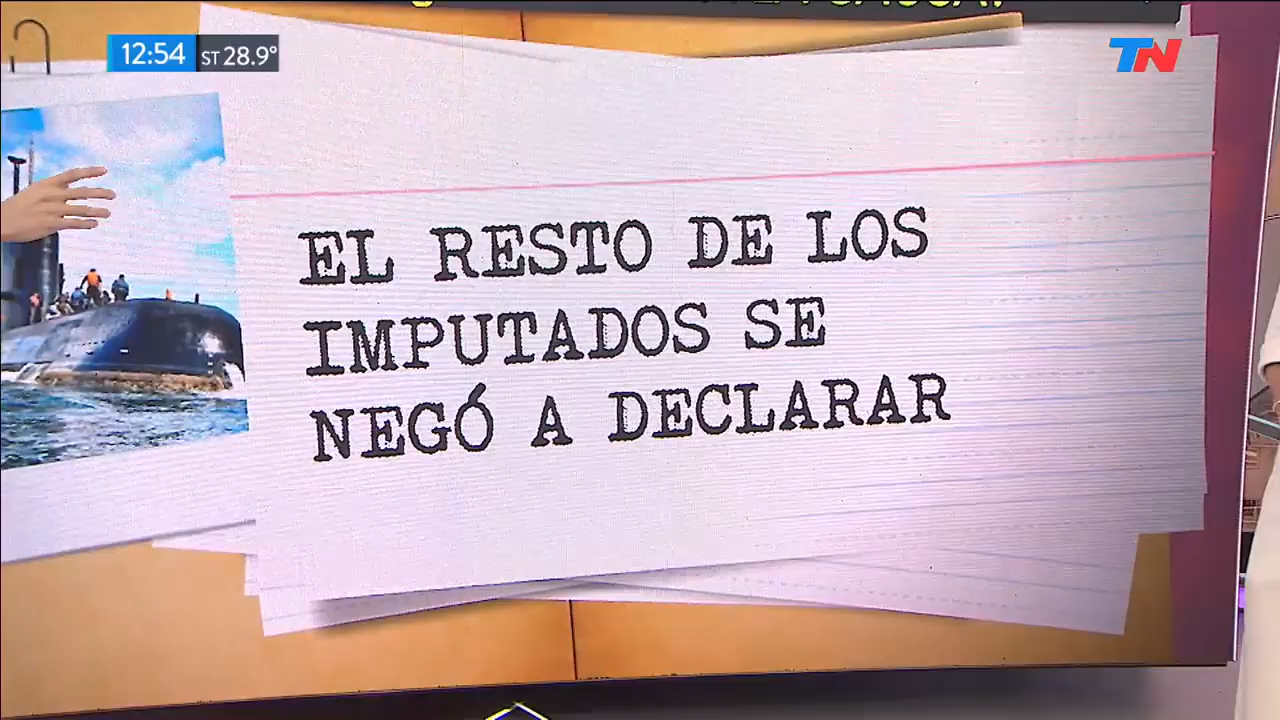 12:54 ST 28.9°
TN
EL RESTO DE LOS
IMPUTADOS SE
NEGÓ A DECLARAR